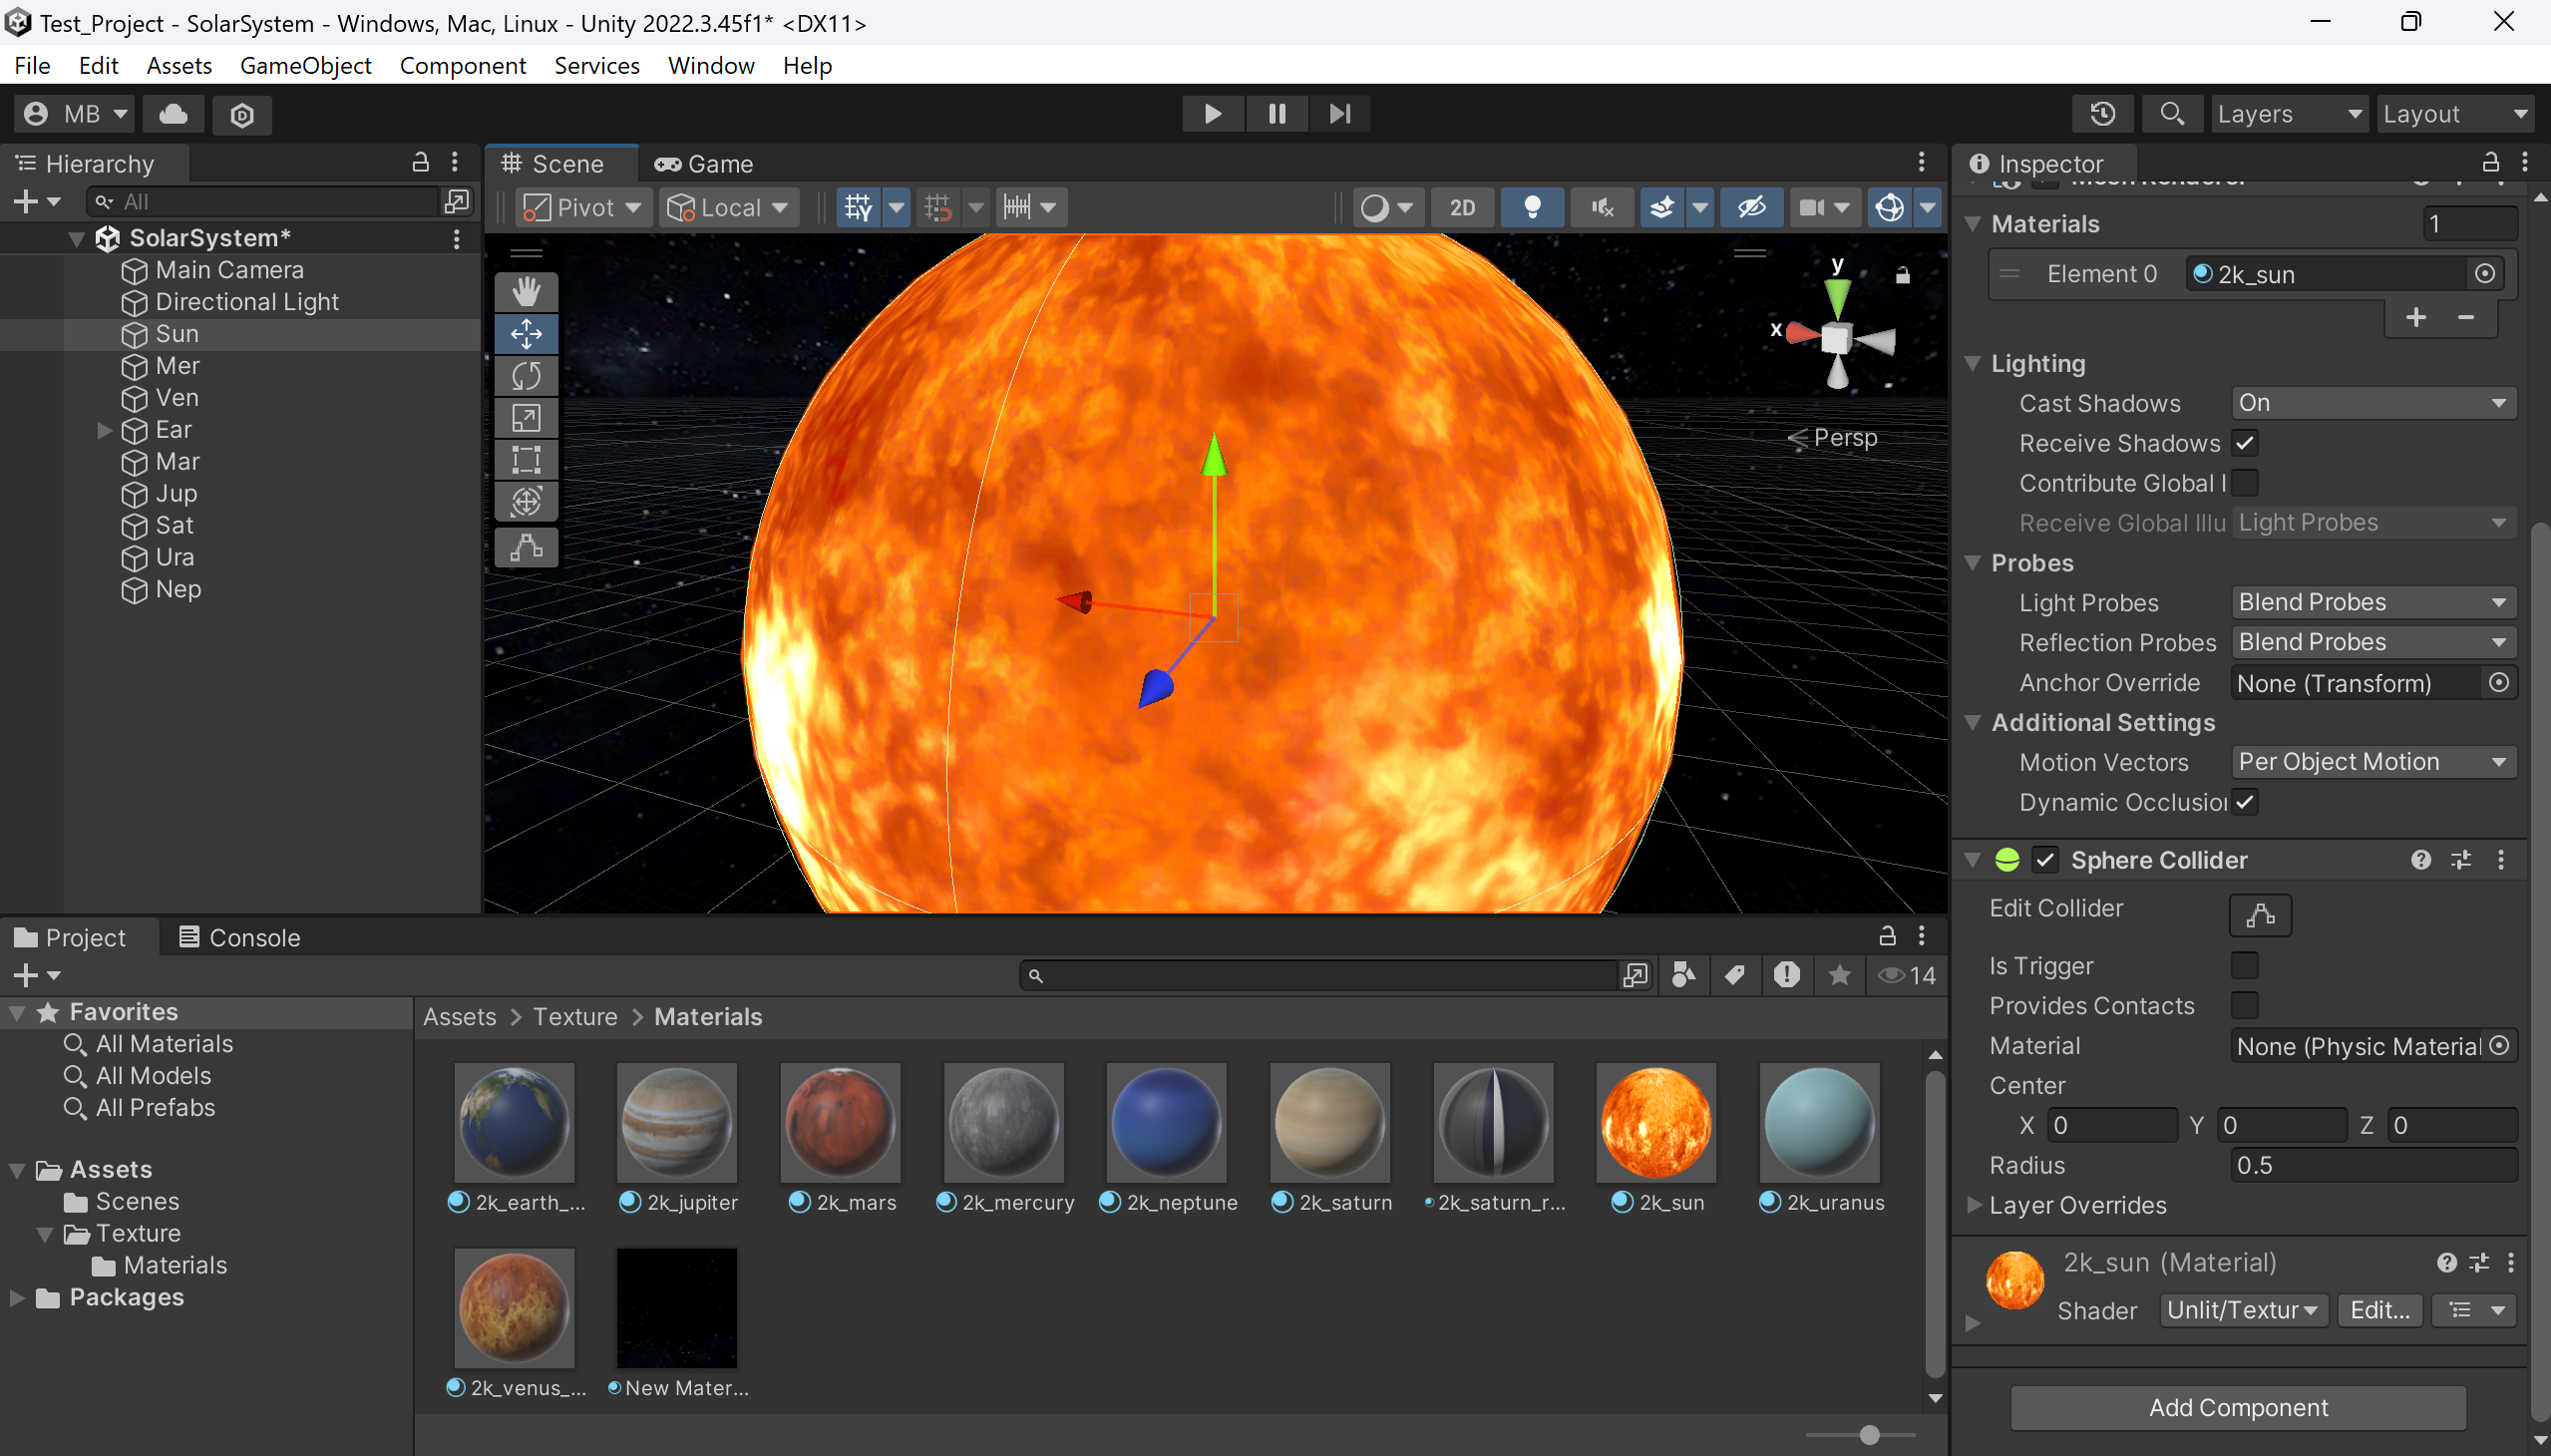 Test_Project - SolarSystem - Windows, Mac, Linux - Unity 2022.3.45f1* <DX11>
File Edit Assets GameObject Component Services Window Help
MB
Layers
Layout
Hierarchy
All
SolarSystem*
Main Camera
Directional Light
Sun
Mer
Ven
Ear
Mar
Jup
Sat
Ura
Nep
Scene
Game
Pivot
Local
2D
y
x
Persp
Inspector
Mesh Renderer
Materials 1
Element 0 2k_sun
Lighting
Cast Shadows On
Receive Shadows
Contribute Global I
Receive Global Illu Light Probes
Probes
Light Probes Blend Probes
Reflection Probes Blend Probes
Anchor Override None (Transform)
Additional Settings
Motion Vectors Per Object Motion
Dynamic Occlusion
Sphere Collider
Edit Collider
Is Trigger
Provides Contacts
Material None (Physic Material
Center
X 0 Y 0 Z 0
Radius 0.5
Layer Overrides
2k_sun (Material)
Shader Unlit/Textur Edit...
Add Component
Project
Console
14
Favorites
All Materials
All Models
All Prefabs
Assets
Scenes
Texture
Materials
Packages
Assets > Texture > Materials
2k_earth_... 2k_jupiter 2k_mars 2k_mercury 2k_neptune 2k_saturn 2k_saturn_r... 2k_sun 2k_uranus
2k_venus_... New Mater...